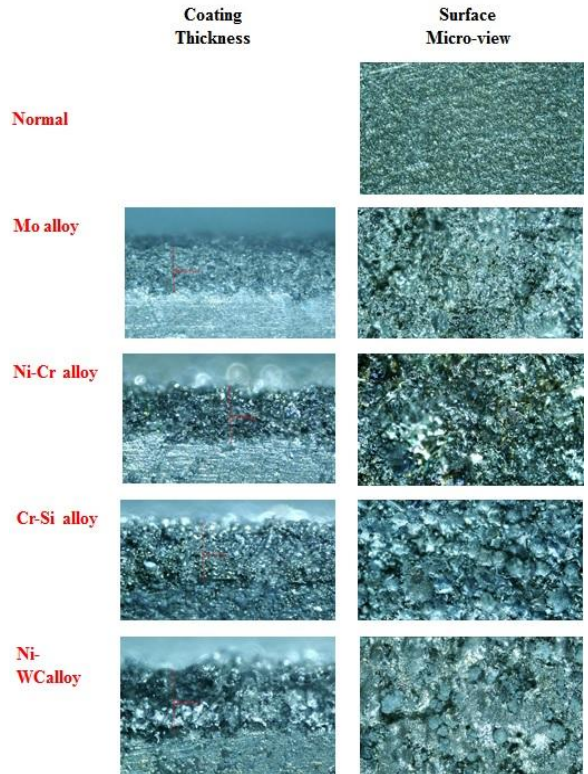 Coating
Thickness
Surface
Micro-view
Normal
Mo alloy
Ni-Cr alloy
Cr-Si alloy
Ni-
WCalloy